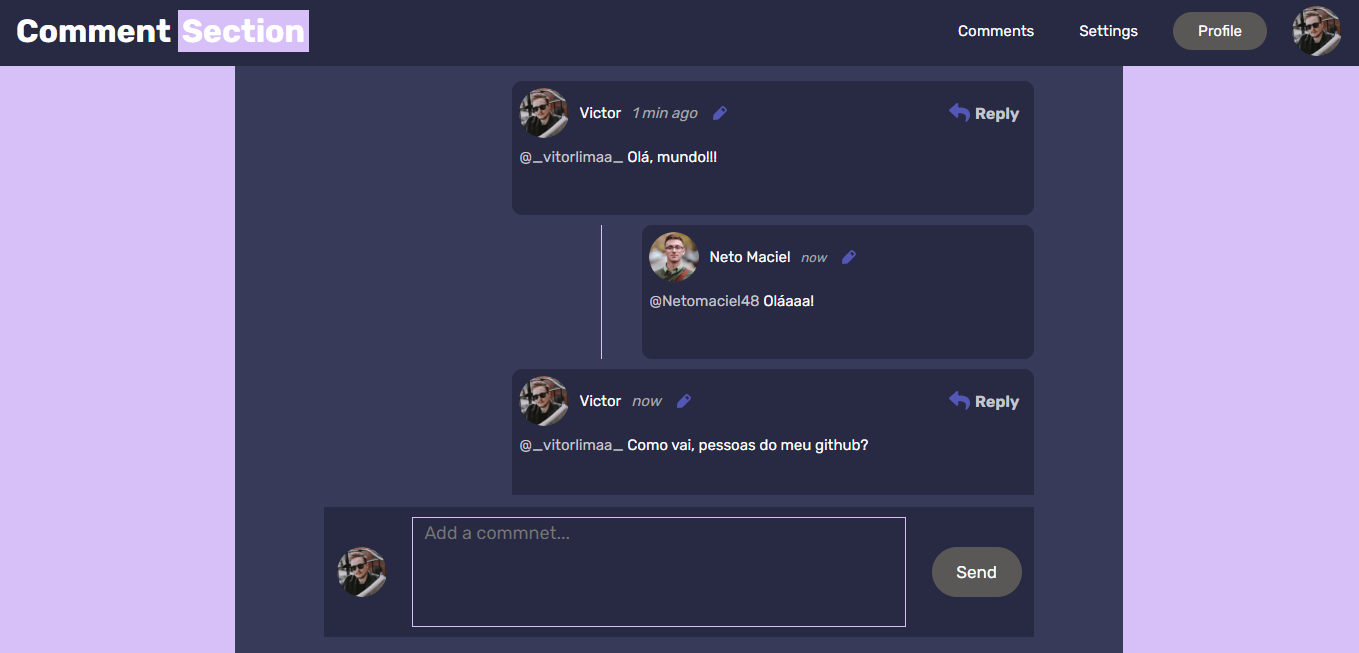 Comment Section
Comments Settings Profile
Victor 1 min ago Reply
@_vitorlimaa_ Olá, mundo!!!
Neto Maciel now
@Netomaciel48 Oláaaa!
Victor now Reply
@_vitorlimaa_ Como vai, pessoas do meu github?
Add a commnet...
Send